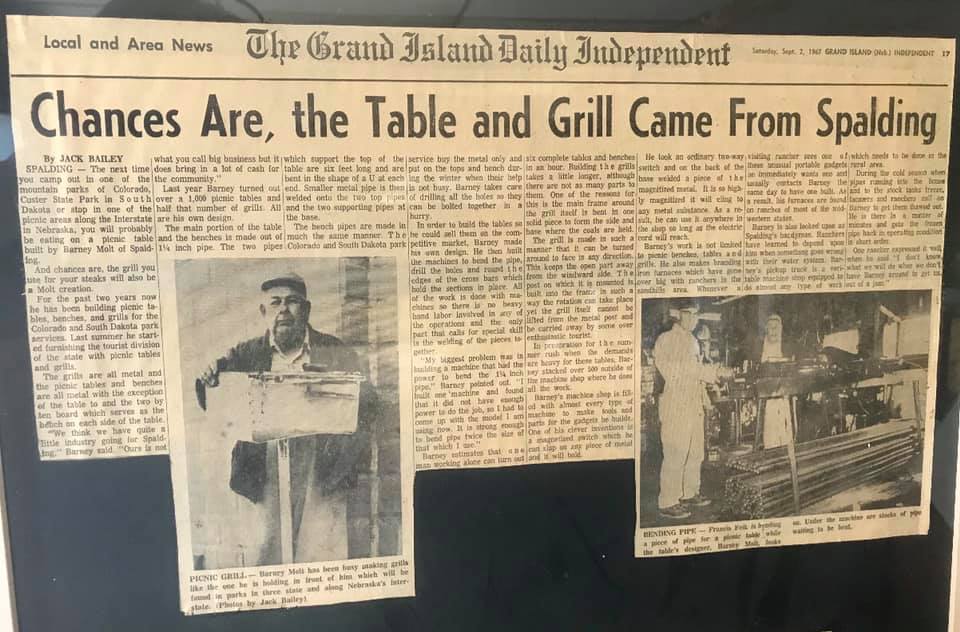 Local and Area News
The Grand Island Daily Independent
Saturday, Sept. 2, 1967 GRAND ISLAND (Neb.) INDEPENDENT 17
Chances Are, the Table and Grill Came From Spalding
By JACK BAILEY
SPALDING — The next time
you camp out in one of the
mountain parks of Colorado,
Custer State Park in South
Dakota or stop in one of the
picnic areas along the Interstate
in Nebraska, you will probably
be eating on a picnic table
built by Barney Molt of Spald-
ing.
And chances are, the grill you
use for your steaks will also be
a Molt creation.
For the past two years now
he has been building picnic ta-
bles, benches, and grills for the
Colorado and South Dakota park
services. Last summer he start-
ed furnishing the tourist division
of the state with picnic tables
and grills.
The grills are all metal and
the picnic tables and benches
are all metal with the exception
of the table to and the two by
ten board which serves as the
bench on each side of the table.
"We think we have quite a
little industry going for Spald-
ing," Barney said. "Ours is not
what you call big business but it
does bring in a lot of cash for
the community."
Last year Barney turned out
over a 1,000 picnic tables and
half that number of grills. All
are his own design.
The main portion of the table
and the benches is made out of
1¼ inch pipe. The two pipes
which support the top of the
table are six feet long and are
bent in the shape of a U at each
end. Smaller metal pipe is then
welded onto the two top pipes
and the two supporting pipes at
the base.
The bench pipes are made in
much the same manner. The
Colorado and South Dakota park
service buy the metal only and
put on the tops and bench dur-
ing the winter when their help
is not busy. Barney takes care
of drilling all the holes so they
can be bolted together in a
hurry.
In order to build the tables so
he could sell them on the com-
petitive market, Barney made
his own design. He then built
the machines to bend the pipe,
drill the holes and round the
edges of the cross bars which
hold the sections in place. All
of the work is done with ma-
chines so there is no heavy
hand labor involved in any of
the operations and the only
part that calls for special skill
is the welding of the pieces to-
gether.
"My biggest problem was in
building a machine that had the
power to bend the 1¼ inch
pipe," Barney pointed out. "I
built one machine and found
that it did not have enough
power to do the job, so I had to
come up with the model I am
using now. It is strong enough
to bend pipe twice the size of
that which I use."
Barney estimates that one
man working alone can turn out
six complete tables and benches
in an hour. Building the grills
takes a little longer, although
there are not as many parts to
them. One of the reasons for
this is the main frame around
the grill itself is bent in one
solid piece to form the side and
base where the coals are held.
The grill is made in such a
manner that it can be turned
around to face in any direction.
This keeps the open part away
from the windward side. The
post on which it is mounted is
built into the frame in such a
way the rotation can take place
yet the grill itself cannot be
lifted from the metal post and
be carried away by some over
enthusiastic tourist.
In preparation for the sum-
mer rush when the demands
are heavy for these tables, Bar-
ney stacked over 500 outside of
the machine shop where he does
all the work.
Barney's machine shop is fill-
ed with almost every type of
machine to make tools and
parts for the gadgets he builds.
One of his clever inventions is
a magnetized switch which he
can slap on any piece of metal
and it will hold.
He took an ordinary two-way
switch and on the back of the
have welded a piece of the
magnetized metal. It is so high-
ly magnetized it will cling to
any metal substance. As a re-
sult, he can use it anywhere in
the shop so long as the electric
cord will reach.
Barney's work is not limited
to picnic benches, tables and
grills. He also makes branding
iron furnaces which have gone
over big with ranchers in the
sandhills area. Whenever a
visiting rancher sees one of
these unusual portable gadgets
he immediately wants one and
usually contacts Barney the
same day to have one built. As
a result, his furnaces are found
on ranches of most of the mid-
western states.
Barney is also looked upon as
Spalding's handyman. Ranchers
have learned to depend upon
him when something goes wrong
with their water system. Bar-
ney's pickup truck is a veri-
table machine shop equipped to
do almost any type of work
which needs to be done in the
rural area.
During the cold season when
pipes running into the house
and to the stock tanks freeze,
farmers and ranchers call on
Barney to get them thawed out.
He is there in a matter of
minutes and gets the frozen
pipe back in operating condition
in short order.
One rancher expressed it well
when he said "I don't know
what we will do when we don't
have Barney around to get us
out of a jam."
PICNIC GRILL — Barney Molt has been busy making grills
like the one he is holding in front of him which will be
found in parks in three state and along Nebraska's Inter-
state. (Photos by Jack Bailey)
BENDING PIPE — Francis Feik is bending
a piece of pipe for a picnic table while
the table's designer, Barney Molt, looks
on. Under the machine are stacks of pipe
waiting to be bent.